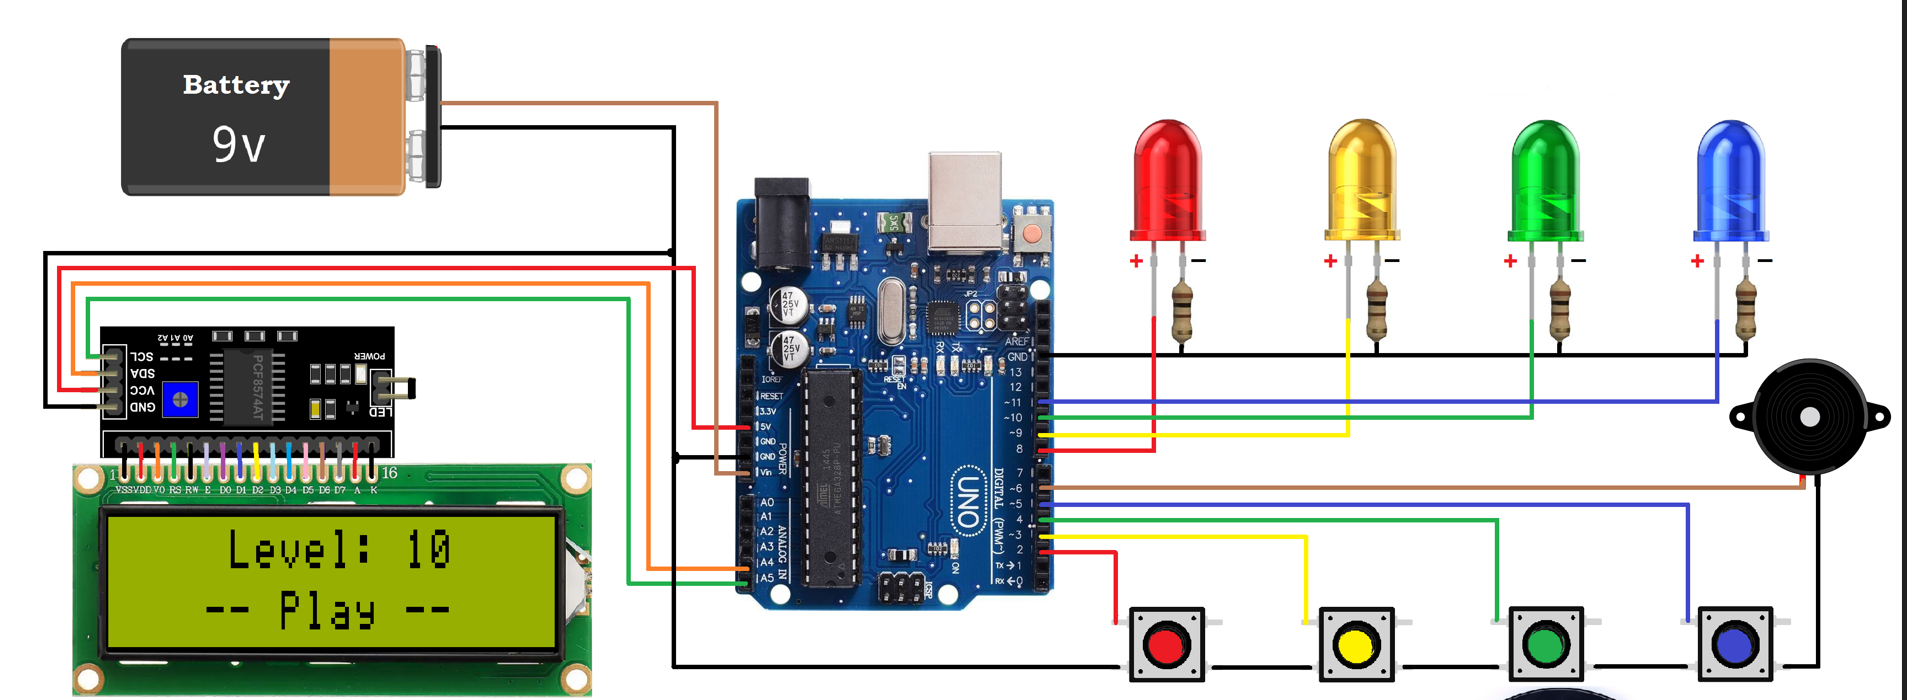 Battery
9v
A0 A1 A2
SCL
SDA
VCC
GND
PCF8574AT
POWER
LED
1
16
VSS VDD V0 RS RW E D0 D1 D2 D3 D4 D5 D6 D7 A K
Level: 10
-- Play --
47
25V
VT
47
25V
VT
JP2
RX
TX
L
RESET
EN
IOREF
RESET
3.3V
5V
GND
GND
Vin
POWER
A0
A1
A2
A3
A4
A5
ANALOG IN
ATMEL
ATMEGA328P-PU
1445
UNO
ON
ICSP
AREF
GND
13
12
~11
~10
~9
8
7
~6
~5
4
~3
2
TX→1
RX←0
DIGITAL (PWM~)
+ −
+ −
+ −
+ −